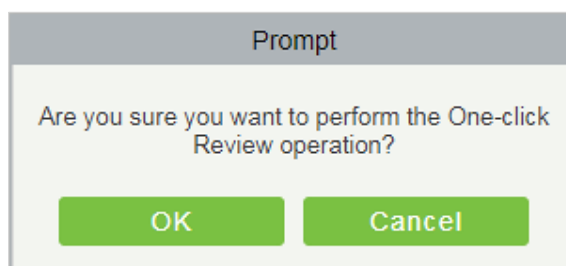 Prompt
Are you sure you want to perform the One-click
Review operation?
OK
Cancel